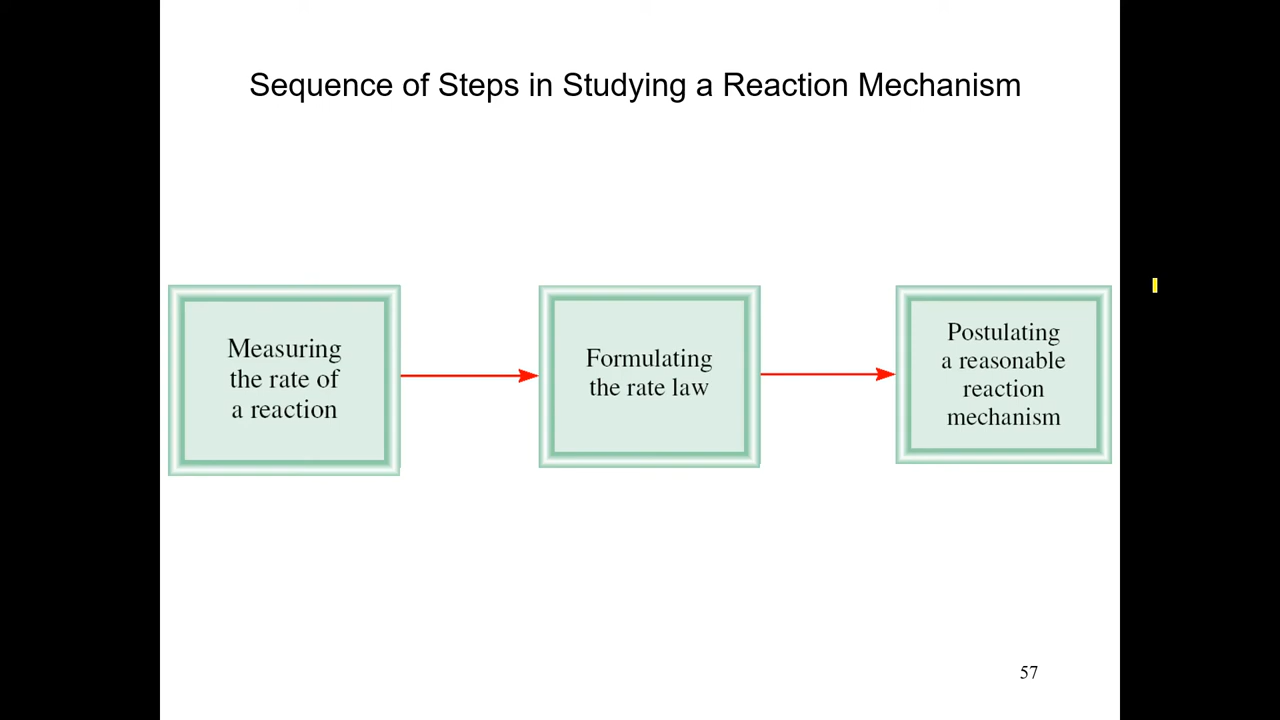 Sequence of Steps in Studying a Reaction Mechanism
Measuring
the rate of
a reaction
Formulating
the rate law
Postulating
a reasonable
reaction
mechanism
57